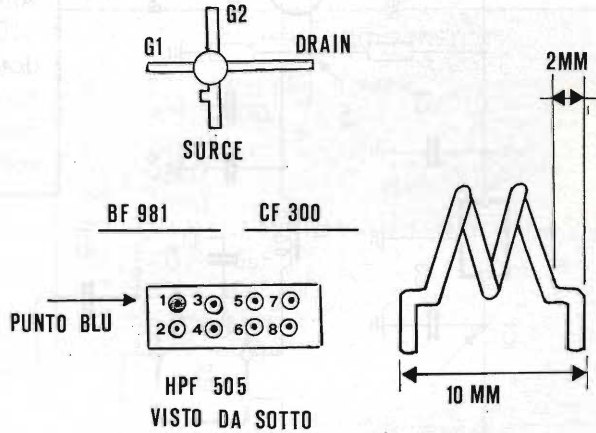 G2
G1 DRAIN
SURCE
2MM
BF 981 CF 300
1 3 5 7
2 4 6 8
PUNTO BLU
HPF 505
VISTO DA SOTTO
10 MM